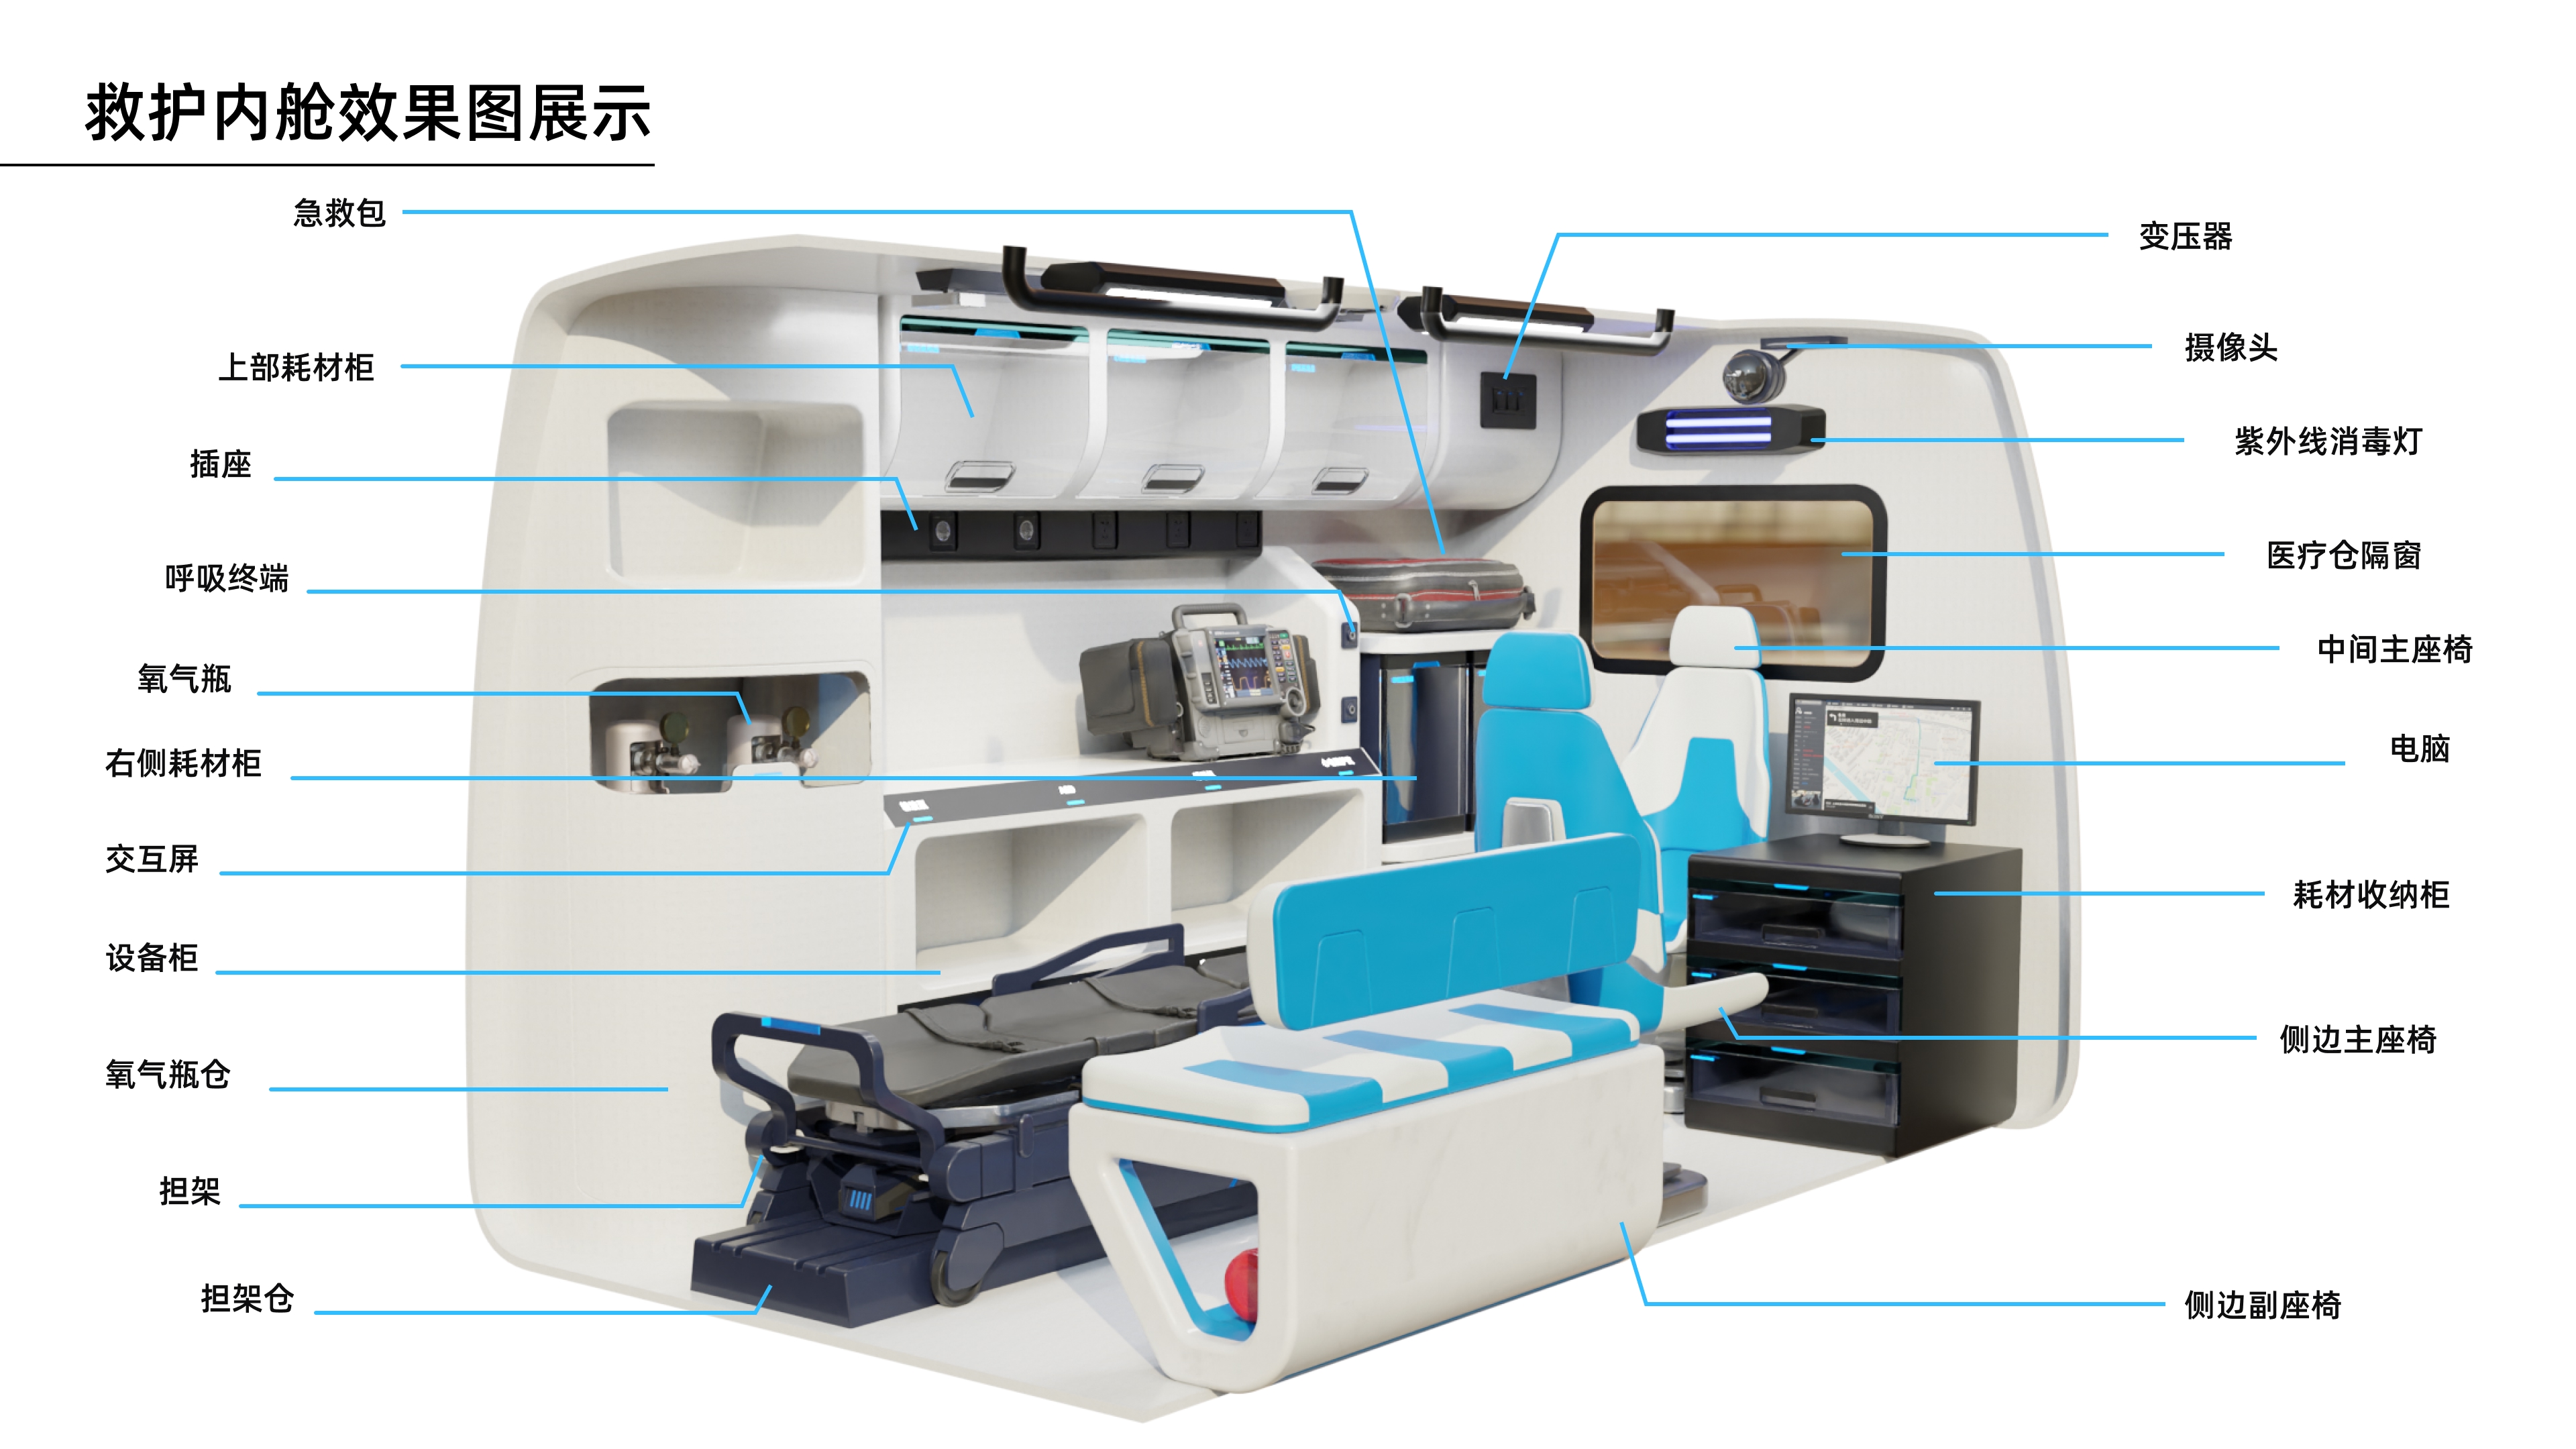 救护内舱效果图展示
急救包
变压器
摄像头
上部耗材柜
紫外线消毒灯
插座
医疗仓隔窗
呼吸终端
中间主座椅
氧气瓶
电脑
右侧耗材柜
交互屏
耗材收纳柜
设备柜
侧边主座椅
氧气瓶仓
担架
担架仓
侧边副座椅